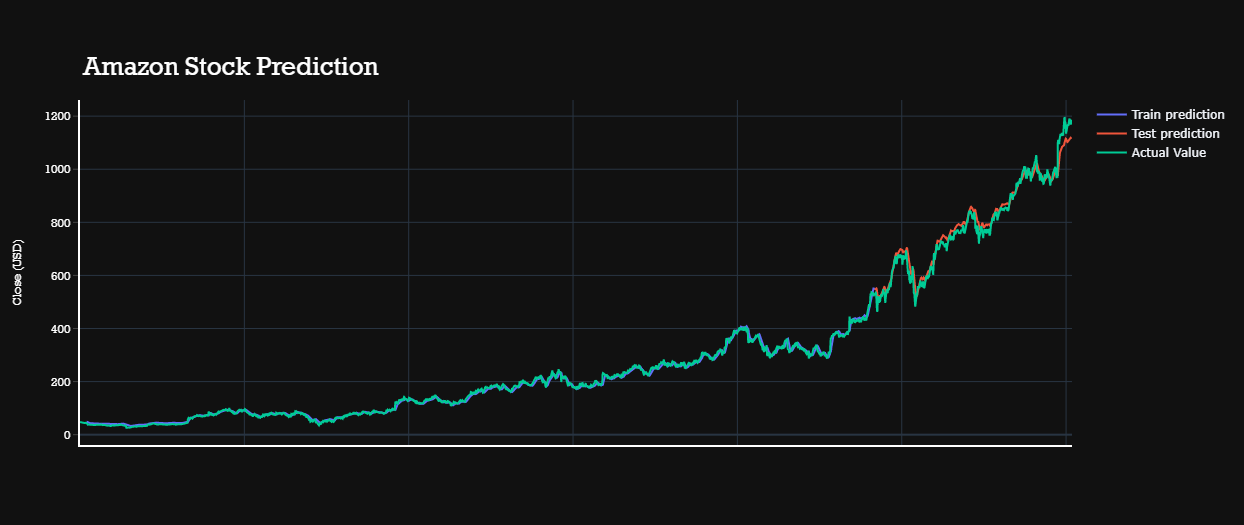 Amazon Stock Prediction
1200
1000
800
600
400
200
0
Close (USD)
Train prediction
Test prediction
Actual Value